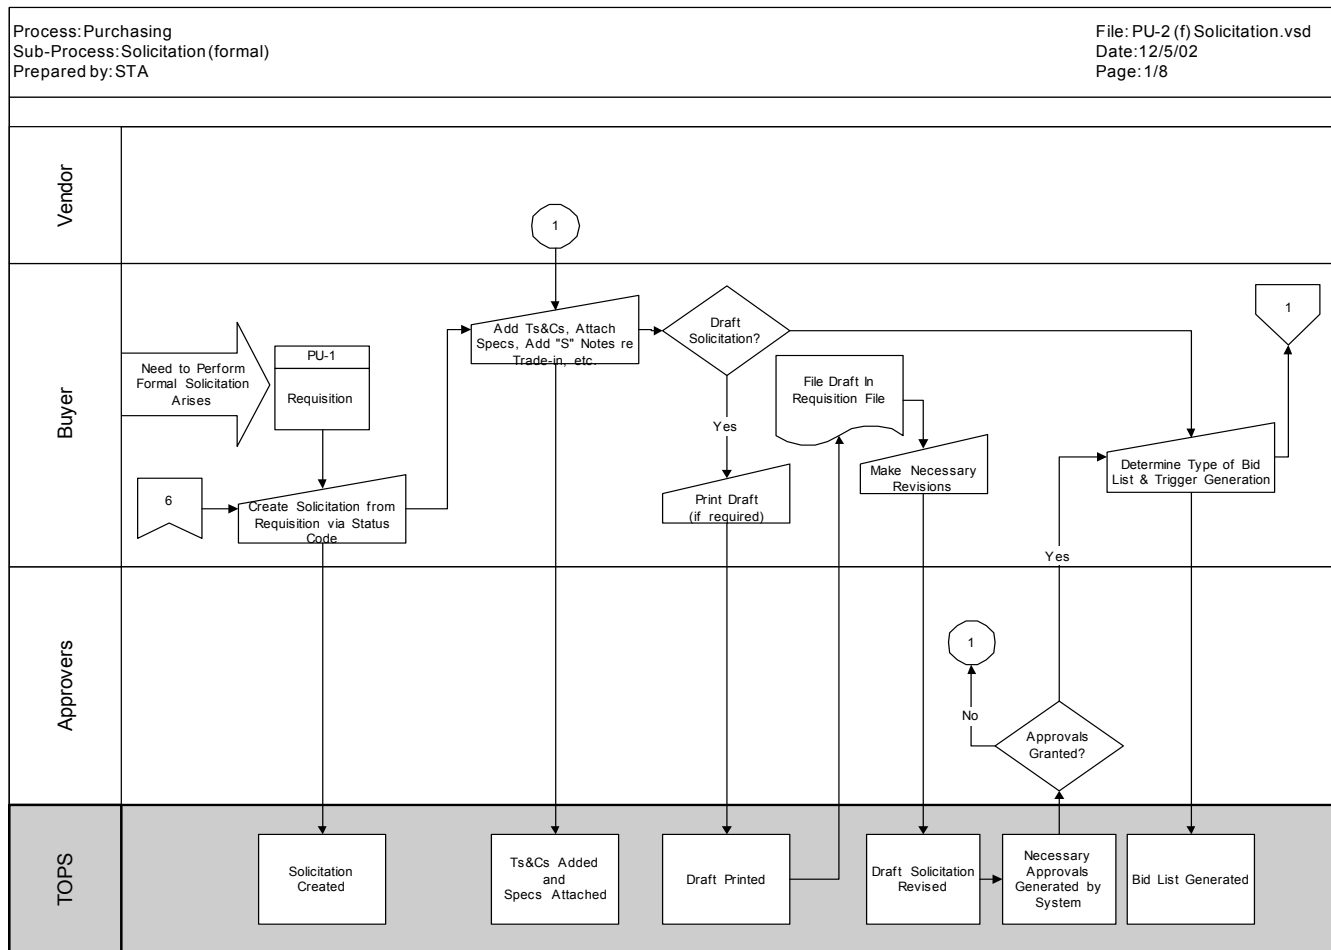 Process: Purchasing
Sub-Process: Solicitation (formal)
Prepared by: STA
File: PU-2 (f) Solicitation.vsd
Date: 12/5/02
Page: 1/8
Vendor
1
Buyer
Need to Perform
Formal Solicitation
Arises
PU-1
Requisition
6
Create Solicitation from
Requisition via Status
Code
Add Ts&Cs, Attach
Specs, Add "S" Notes re
Trade-in, etc.
Draft
Solicitation?
Yes
Print Draft
(if required)
File Draft In
Requisition File
Make Necessary
Revisions
1
Determine Type of Bid
List & Trigger Generation
Yes
Approvers
1
No
Approvals
Granted?
TOPS
Solicitation
Created
Ts&Cs Added
and
Specs Attached
Draft Printed
Draft Solicitation
Revised
Necessary
Approvals
Generated by
System
Bid List Generated